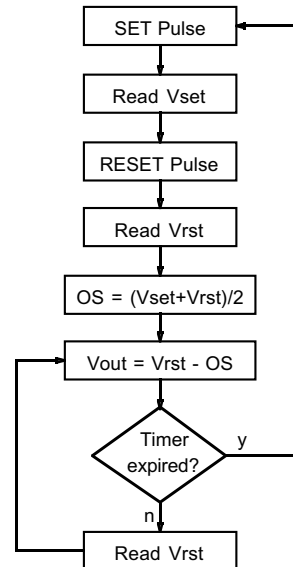 SET Pulse
Read Vset
RESET Pulse
Read Vrst
OS = (Vset+Vrst)/2
Vout = Vrst - OS
Timer
expired?
y
n
Read Vrst